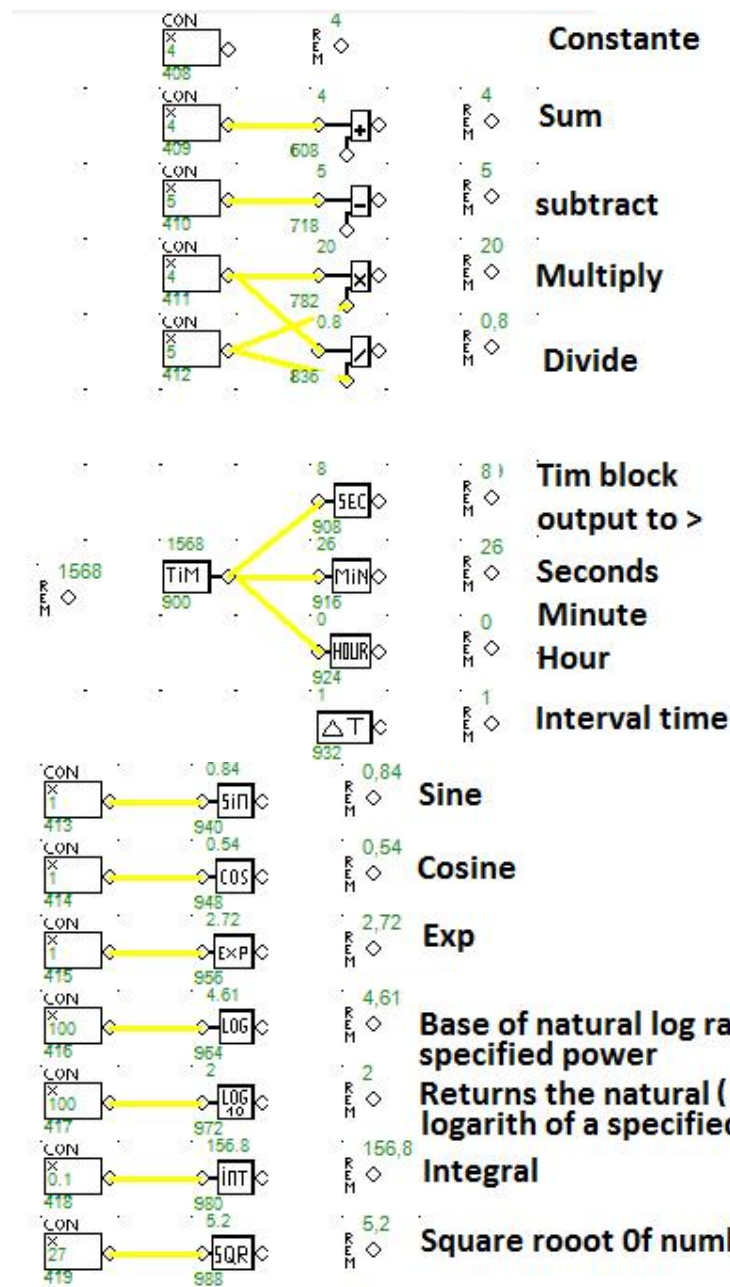 CON
X
4
408
4
REM
Constante
CON
X
4
409
4
608
+
4
REM
Sum
CON
X
5
410
5
718
-
5
REM
subtract
CON
X
4
411
20
782
X
20
REM
Multiply
CON
X
5
412
0.8
836
/
0,8
REM
Divide
8
SEC
908
8
REM
Tim block
output to >
1568
REM
1568
TiM
900
26
MiN
916
26
REM
Seconds
Minute
0
HOUR
924
0
REM
Hour
1
△T
932
1
REM
Interval time
CON
X
1
413
0.84
SiN
940
0,84
REM
Sine
CON
X
1
414
0.54
COS
948
0,54
REM
Cosine
CON
X
1
415
2.72
EXP
956
2,72
REM
Exp
CON
X
100
416
4.61
LOG
964
4,61
REM
Base of natural log ra
specified power
CON
X
100
417
2
LOG
10
972
2
REM
Returns the natural (
logarith of a specified
CON
X
0.1
418
156.8
iNT
980
156,8
REM
Integral
CON
X
27
419
5.2
SQR
988
5,2
REM
Square rooot 0f numl